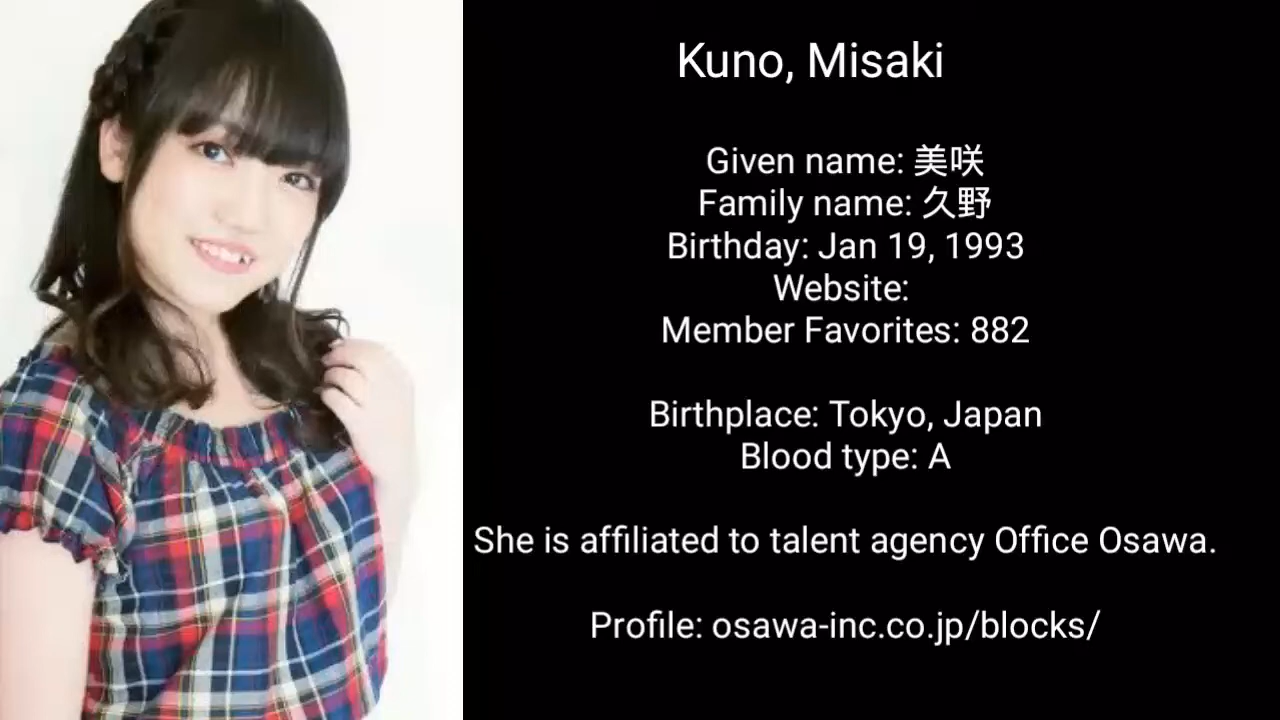 Kuno, Misaki
Given name: 美咲
Family name: 久野
Birthday: Jan 19, 1993
Website:
Member Favorites: 882
Birthplace: Tokyo, Japan
Blood type: A
She is affiliated to talent agency Office Osawa.
Profile: osawa-inc.co.jp/blocks/